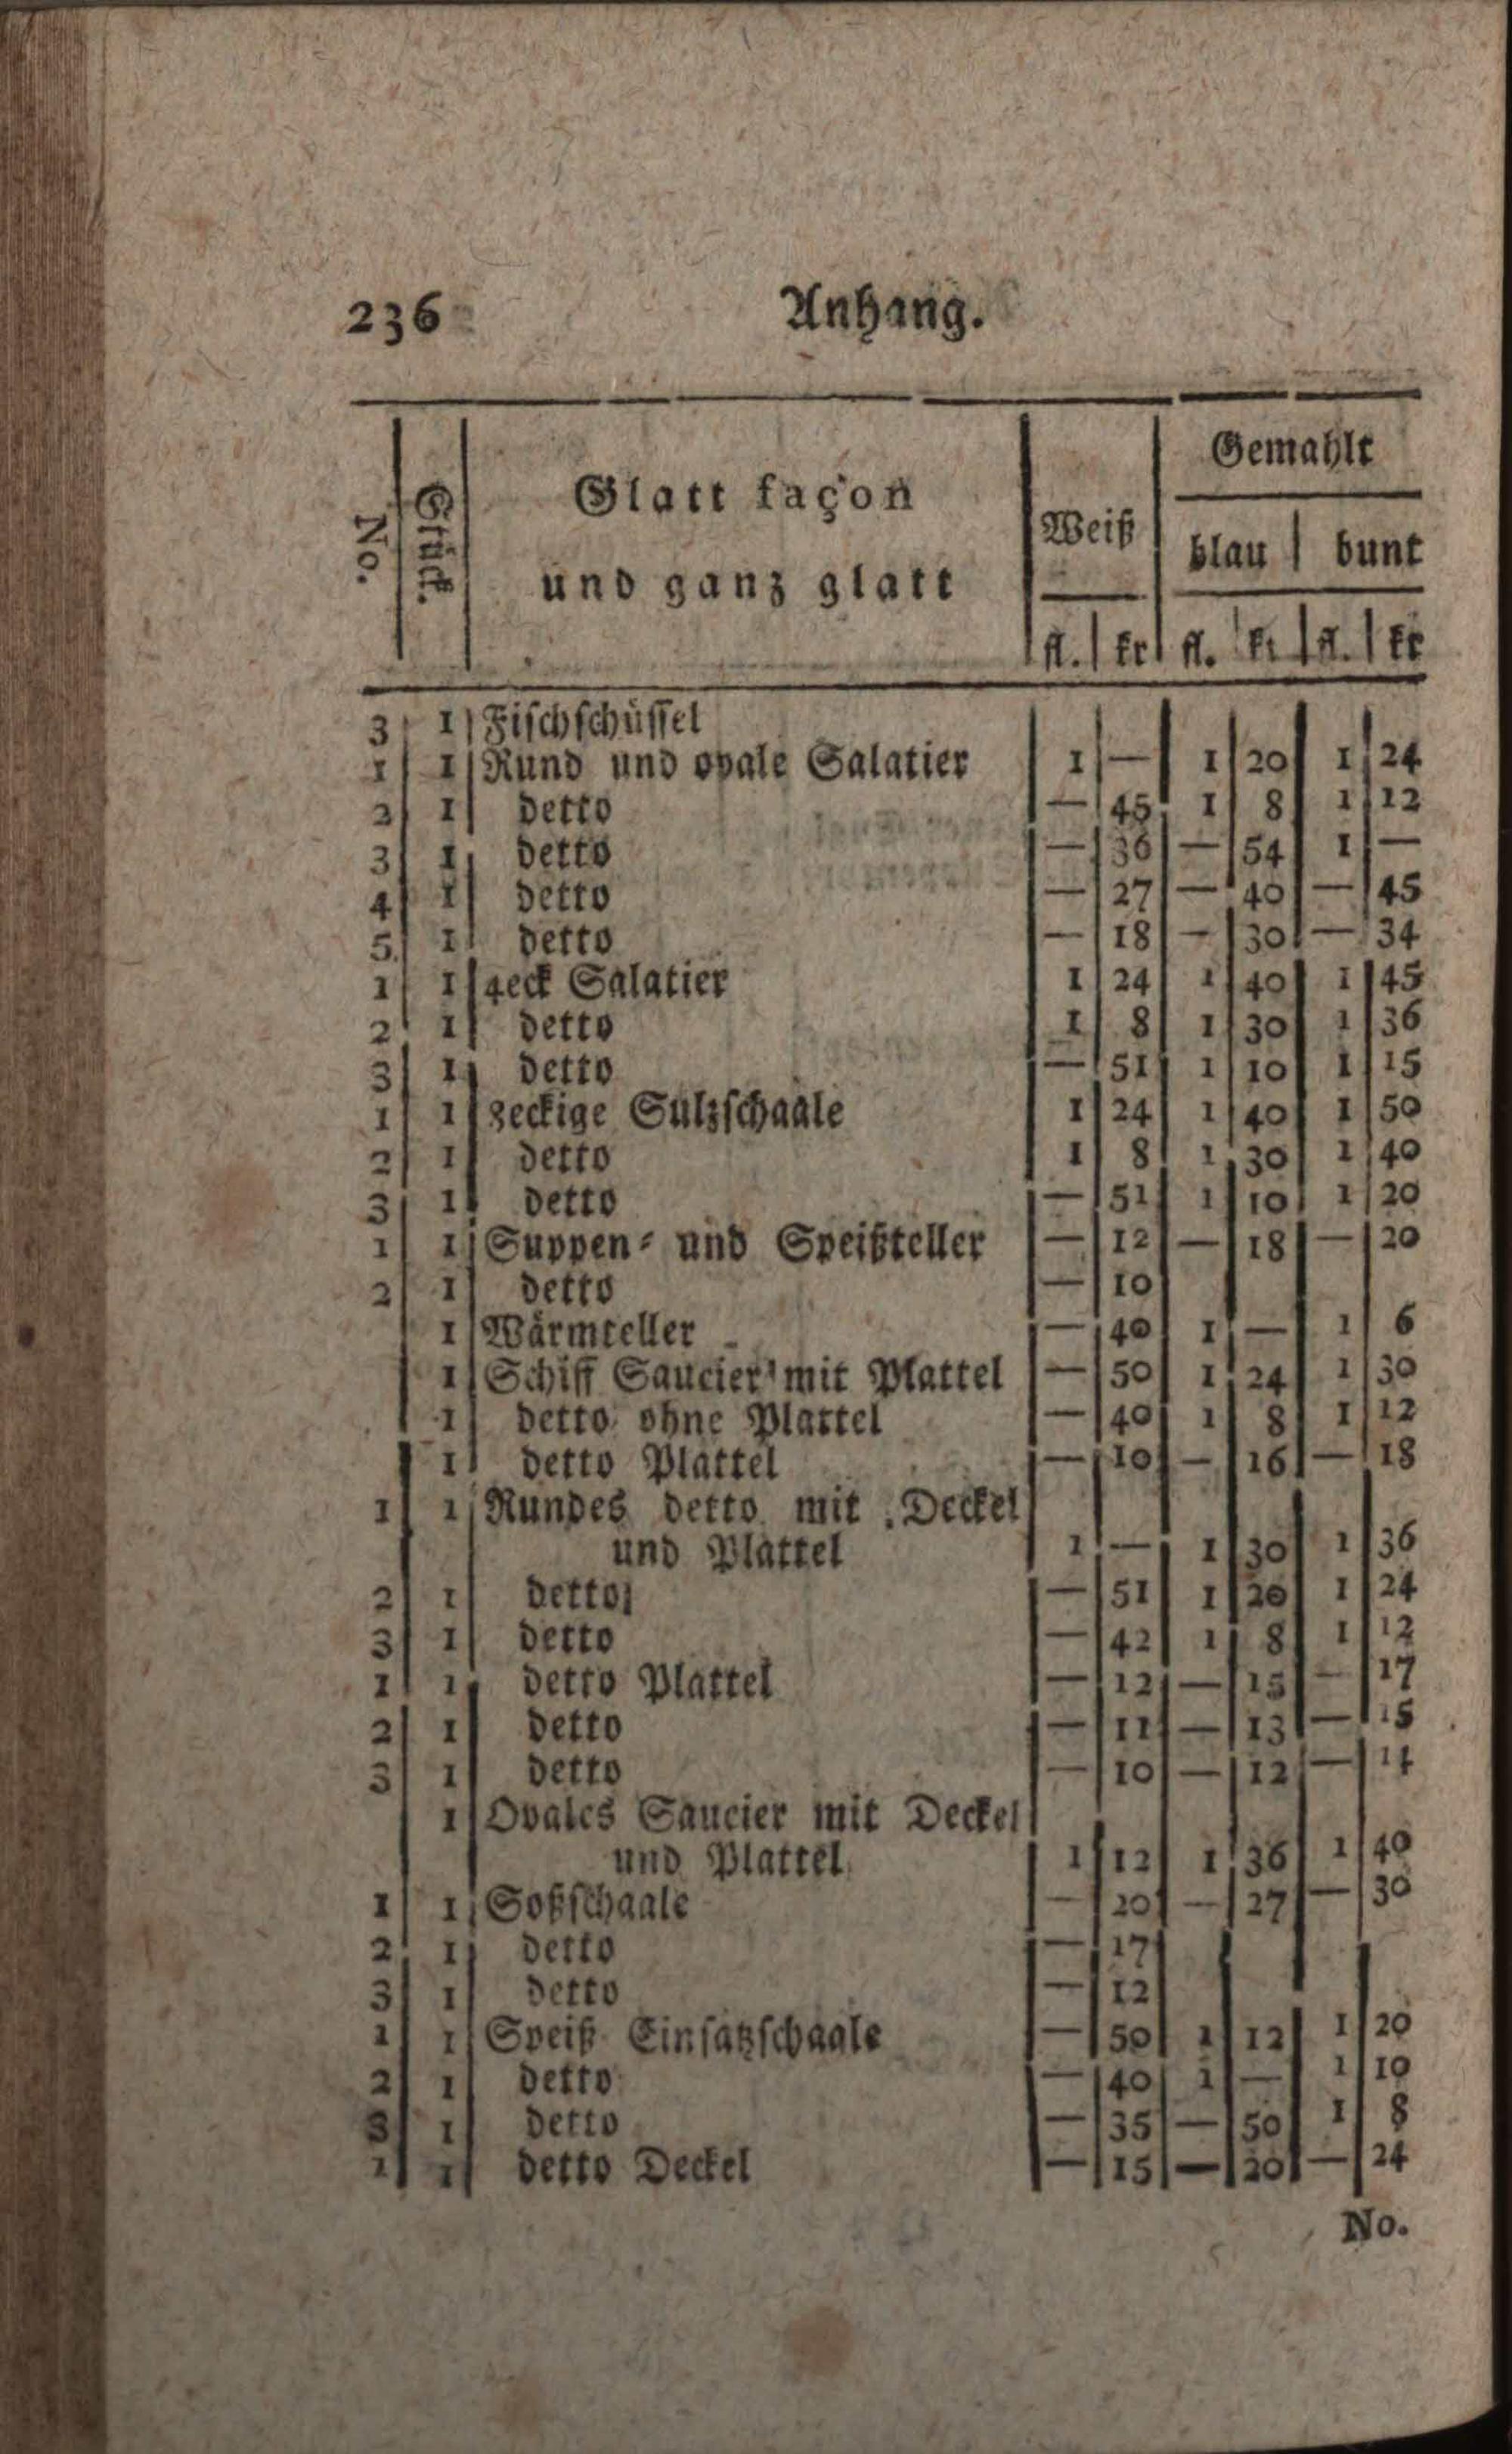 236 Anhang.
No. Stück. Glatt façon und ganz glatt Weiß Gemahlt
blau bunt
fl. kr fl. kr fl. kr
3 1 Fischschüssel
1 1 Rund und ovale Salatier 1 — 1 20 1 24
2 1 detto — 45 1 8 1 12
3 1 detto — 36 — 54 1 —
4 1 detto — 27 — 40 — 45
5 1 detto — 18 — 30 — 34
1 1 4eck Salatier 1 24 1 40 1 45
2 1 detto 1 8 1 30 1 36
3 1 detto — 51 1 10 1 15
1 1 8eckige Sulzschaale 1 24 1 40 1 50
2 1 detto 1 8 1 30 1 40
3 1 detto — 51 1 10 1 20
1 1 Suppen- und Speißteller — 12 — 18 — 20
2 1 detto — 10
1 Wärmteller — 40 1 — 1 6
1 Schiff Saucier mit Plattel — 50 1 24 1 30
1 detto ohne Plattel — 40 1 8 1 12
1 detto Plattel — 10 — 16 — 18
1 1 Rundes detto mit Deckel
und Plattel 1 — 1 30 1 36
2 1 detto — 51 1 20 1 24
3 1 detto — 42 1 8 1 12
1 1 detto Plattel — 12 — 15 — 17
2 1 detto — 11 — 13 — 15
3 1 detto — 10 — 12 — 14
1 Ovales Saucier mit Deckel
und Plattel 1 12 1 36 1 40
1 1 Soßschaale — 20 — 27 — 30
2 1 detto — 17
3 1 detto — 12
1 1 Speiß Einsatzschaale — 50 1 12 1 20
2 1 detto — 40 1 — 1 10
3 1 detto — 35 — 50 1 8
1 1 detto Deckel — 15 — 20 — 24
No.